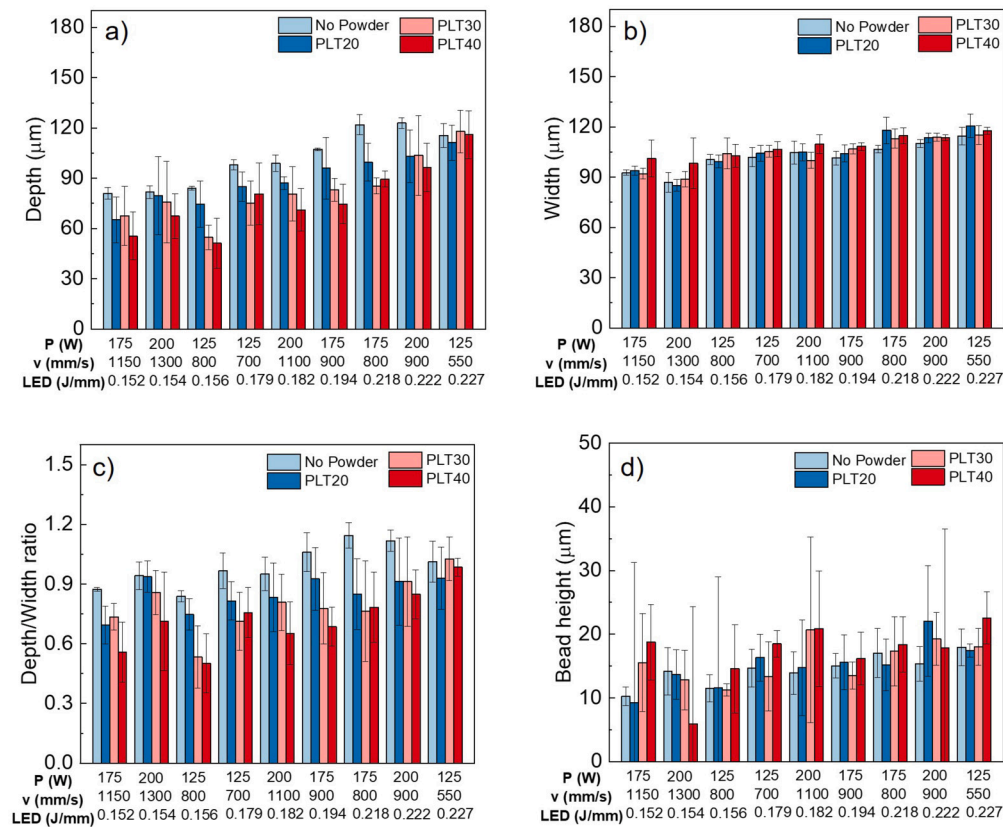 a)
No Powder PLT30
PLT20 PLT40
180
150
120
90
60
30
0
Depth (μm)
P (W) 175 200 125 125 200 175 175 200 125
v (mm/s) 1150 1300 800 700 1100 900 800 900 550
LED (J/mm) 0.152 0.154 0.156 0.179 0.182 0.194 0.218 0.222 0.227
b)
No Powder PLT30
PLT20 PLT40
180
150
120
90
60
30
0
Width (μm)
P (W) 175 200 125 125 200 175 175 200 125
v (mm/s) 1150 1300 800 700 1100 900 800 900 550
LED (J/mm) 0.152 0.154 0.156 0.179 0.182 0.194 0.218 0.222 0.227
c)
No Powder PLT30
PLT20 PLT40
1.5
1.2
0.9
0.6
0.3
0.0
Depth/Width ratio
P (W) 175 200 125 125 200 175 175 200 125
v (mm/s) 1150 1300 800 700 1100 900 800 900 550
LED (J/mm) 0.152 0.154 0.156 0.179 0.182 0.194 0.218 0.222 0.227
d)
No Powder PLT30
PLT20 PLT40
50
40
30
20
10
0
Bead height (μm)
P (W) 175 200 125 125 200 175 175 200 125
v (mm/s) 1150 1300 800 700 1100 900 800 900 550
LED (J/mm) 0.152 0.154 0.156 0.179 0.182 0.194 0.218 0.222 0.227